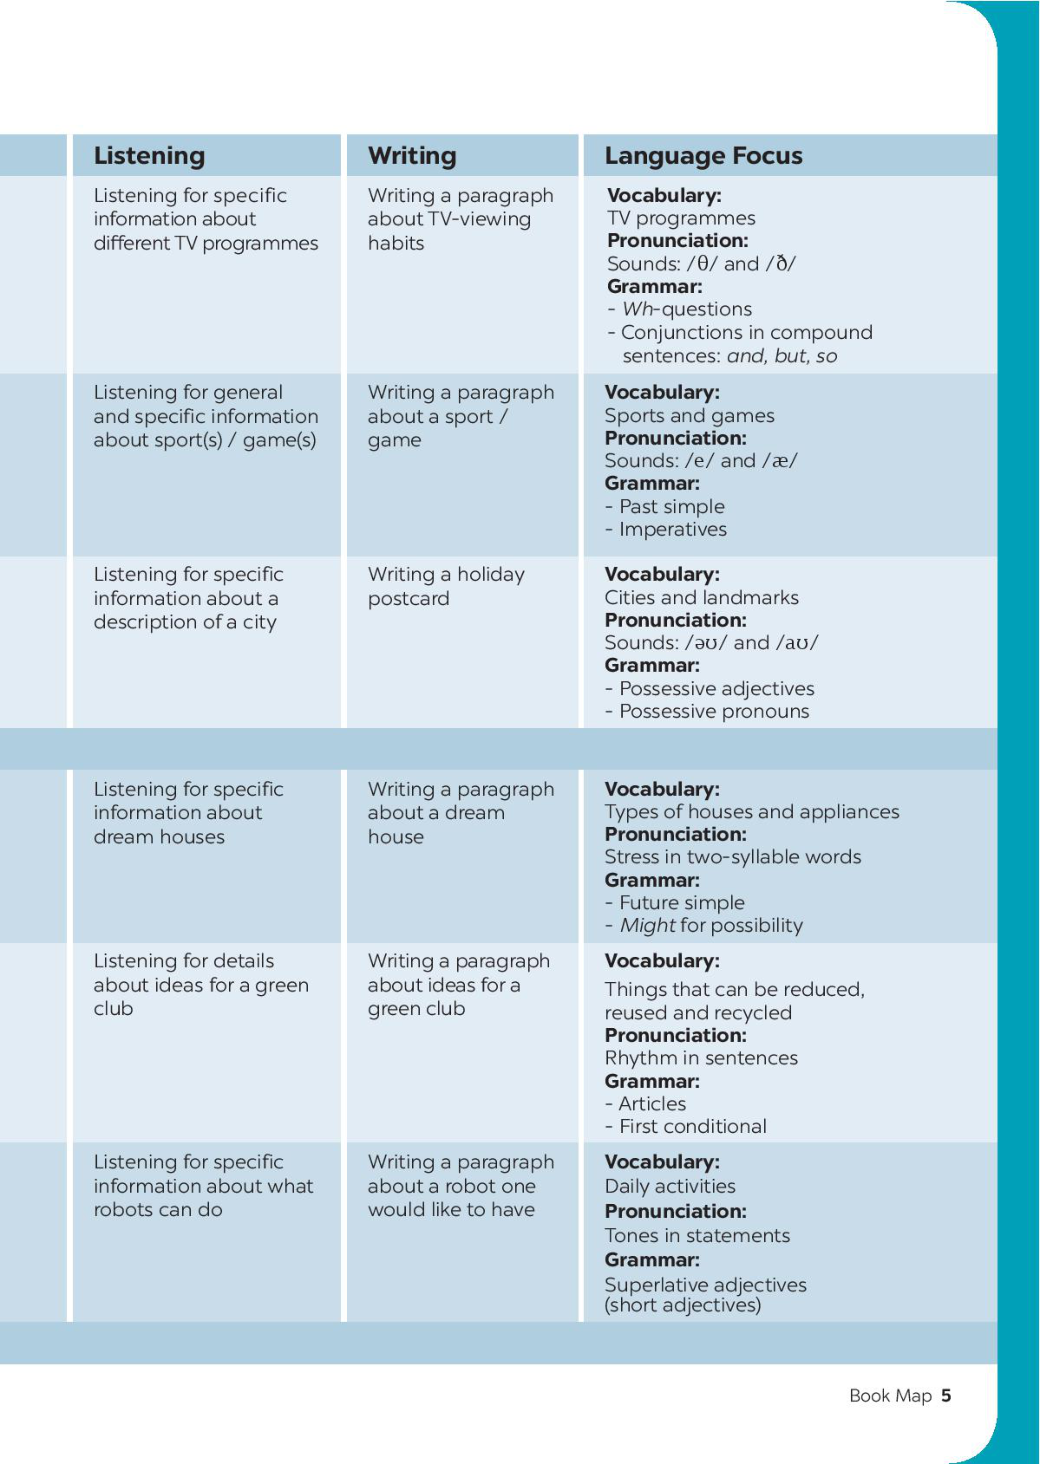 Listening
Writing
Language Focus
Listening for specific
information about
different TV programmes
Writing a paragraph
about TV-viewing
habits
Vocabulary:
TV programmes
Pronunciation:
Sounds: /θ/ and /ð/
Grammar:
- Wh-questions
- Conjunctions in compound
sentences: and, but, so
Listening for general
and specific information
about sport(s) / game(s)
Writing a paragraph
about a sport /
game
Vocabulary:
Sports and games
Pronunciation:
Sounds: /e/ and /æ/
Grammar:
- Past simple
- Imperatives
Listening for specific
information about a
description of a city
Writing a holiday
postcard
Vocabulary:
Cities and landmarks
Pronunciation:
Sounds: /əʊ/ and /aʊ/
Grammar:
- Possessive adjectives
- Possessive pronouns
Listening for specific
information about
dream houses
Writing a paragraph
about a dream
house
Vocabulary:
Types of houses and appliances
Pronunciation:
Stress in two-syllable words
Grammar:
- Future simple
- Might for possibility
Listening for details
about ideas for a green
club
Writing a paragraph
about ideas for a
green club
Vocabulary:
Things that can be reduced,
reused and recycled
Pronunciation:
Rhythm in sentences
Grammar:
- Articles
- First conditional
Listening for specific
information about what
robots can do
Writing a paragraph
about a robot one
would like to have
Vocabulary:
Daily activities
Pronunciation:
Tones in statements
Grammar:
Superlative adjectives
(short adjectives)
Book Map 5